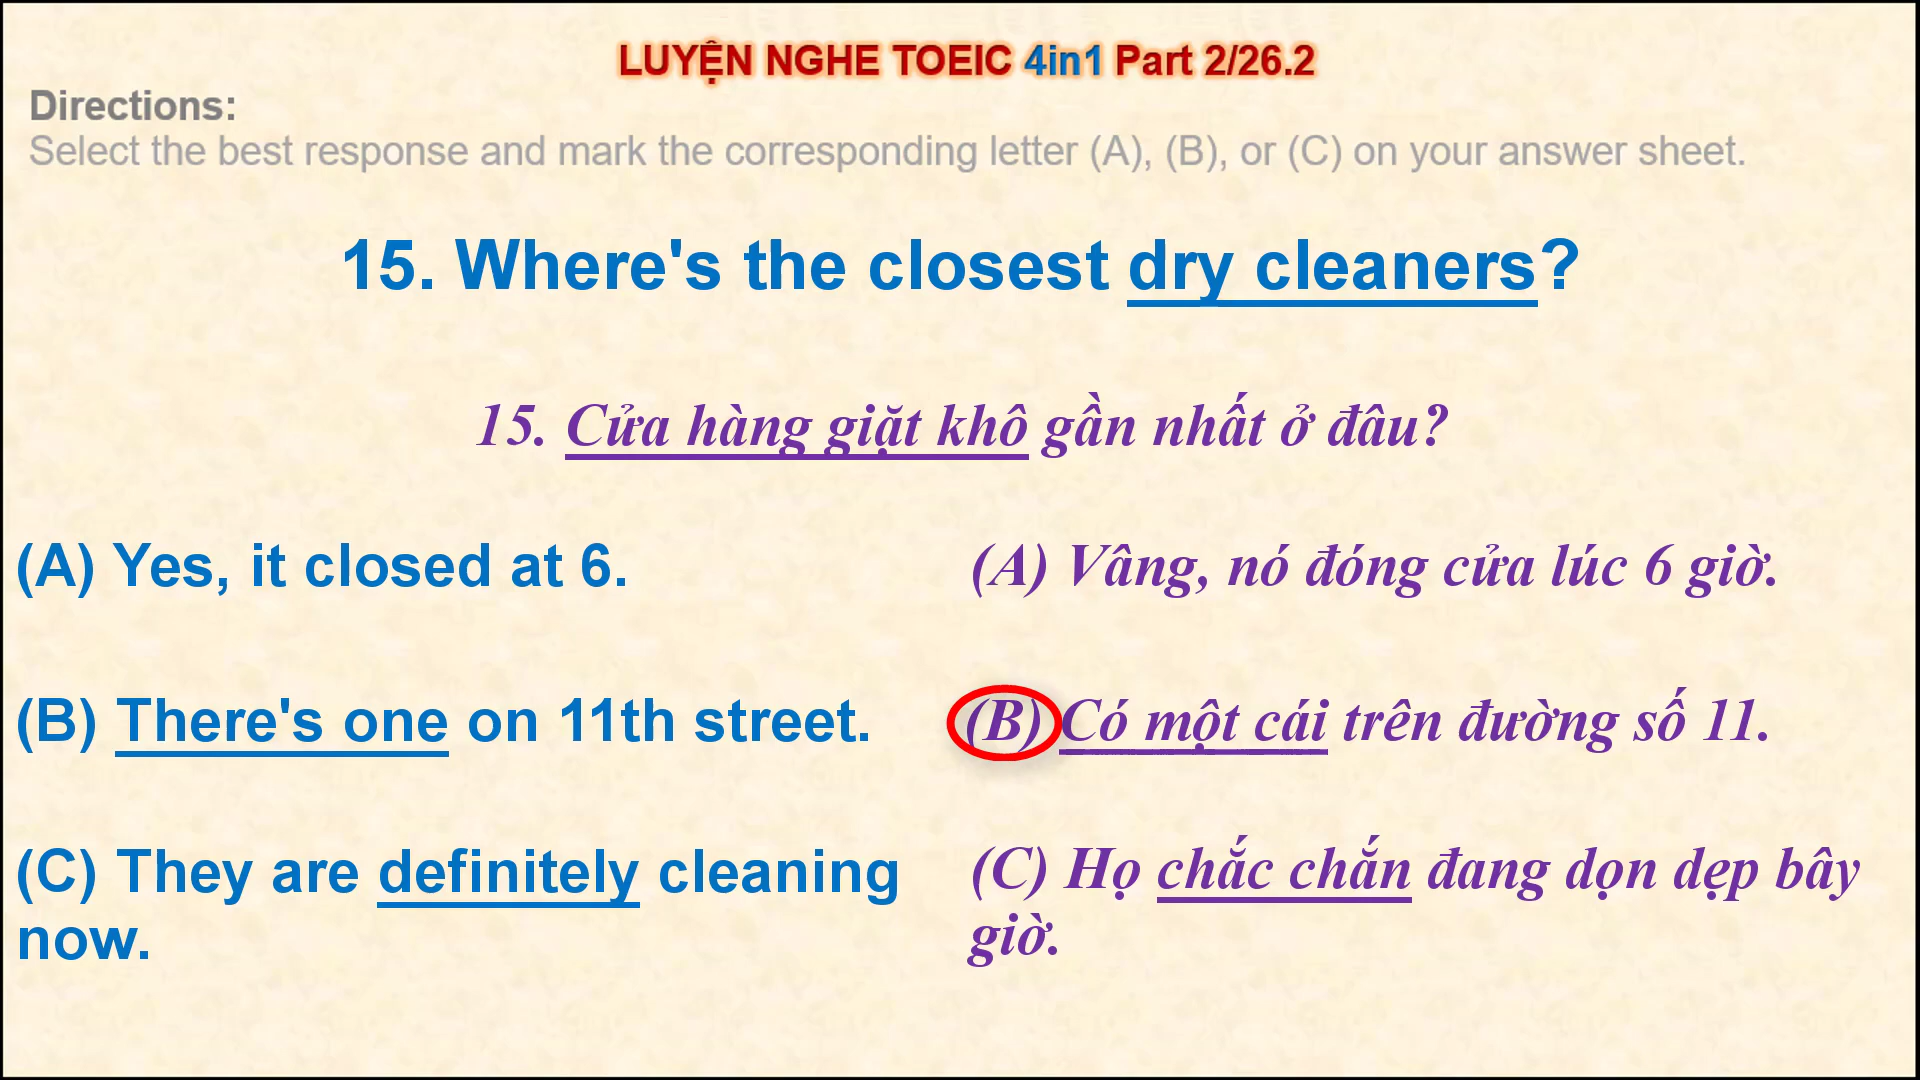 LUYỆN NGHE TOEIC 4in1 Part 2/26.2
Directions:
Select the best response and mark the corresponding letter (A), (B), or (C) on your answer sheet.
15. Where's the closest dry cleaners?
15. Cửa hàng giặt khô gần nhất ở đâu?
(A) Yes, it closed at 6.
(A) Vâng, nó đóng cửa lúc 6 giờ.
(B) There's one on 11th street.
(B) Có một cái trên đường số 11.
(C) They are definitely cleaning
now.
(C) Họ chắc chắn đang dọn dẹp bây
giờ.